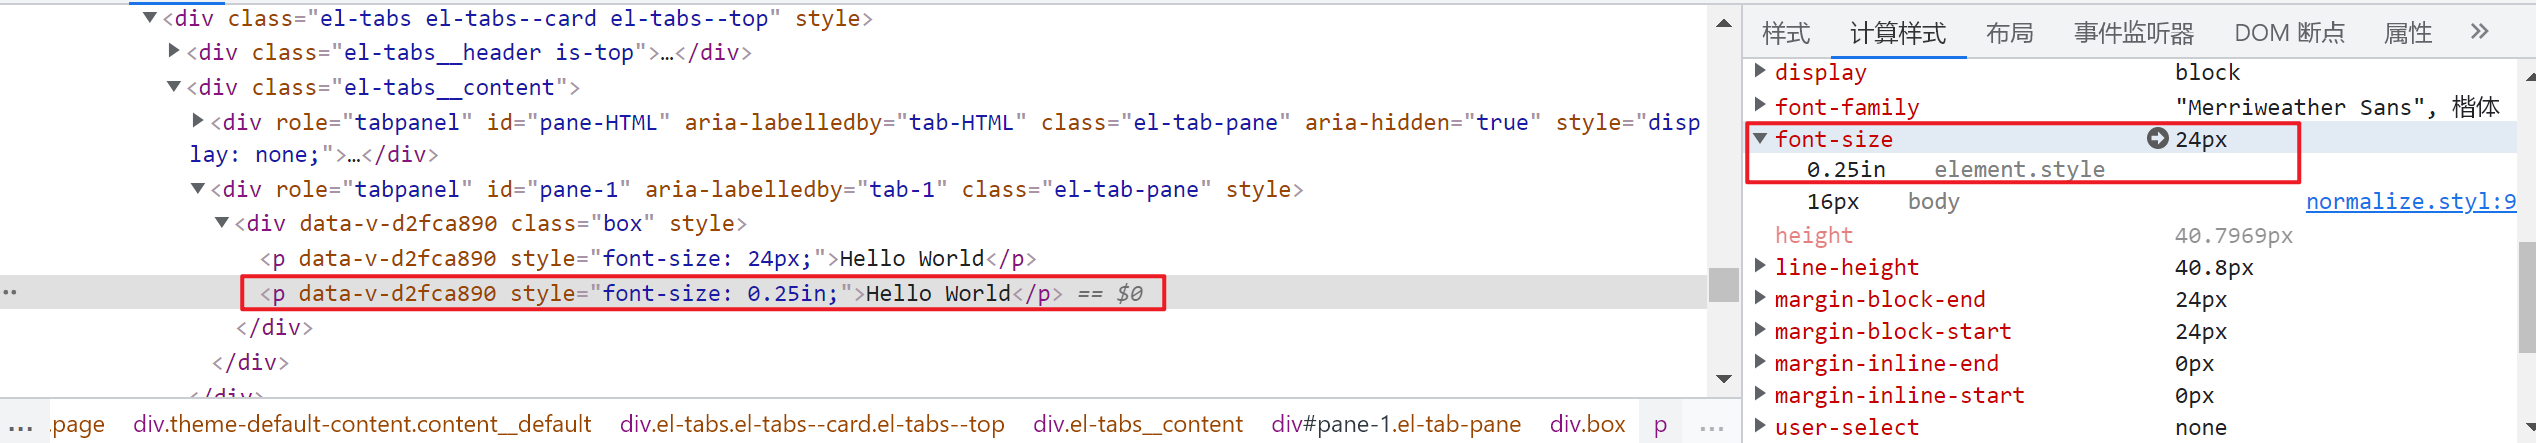 <div class="el-tabs el-tabs--card el-tabs--top" style>
<div class="el-tabs__header is-top">…</div>
<div class="el-tabs__content">
<div role="tabpanel" id="pane-HTML" aria-labelledby="tab-HTML" class="el-tab-pane" aria-hidden="true" style="disp
lay: none;">…</div>
<div role="tabpanel" id="pane-1" aria-labelledby="tab-1" class="el-tab-pane" style>
<div data-v-d2fca890 class="box" style>
<p data-v-d2fca890 style="font-size: 24px;">Hello World</p>
<p data-v-d2fca890 style="font-size: 0.25in;">Hello World</p> == $0
</div>
</div>
</div>
… .page div.theme-default-content.content__default div.el-tabs.el-tabs--card.el-tabs--top div.el-tabs__content div#pane-1.el-tab-pane div.box p …
样式 计算样式 布局 事件监听器 DOM 断点 属性 »
display block
font-family "Merriweather Sans", 楷体
font-size 24px
0.25in element.style
16px body normalize.styl:9
height 40.7969px
line-height 40.8px
margin-block-end 24px
margin-block-start 24px
margin-inline-end 0px
margin-inline-start 0px
user-select none